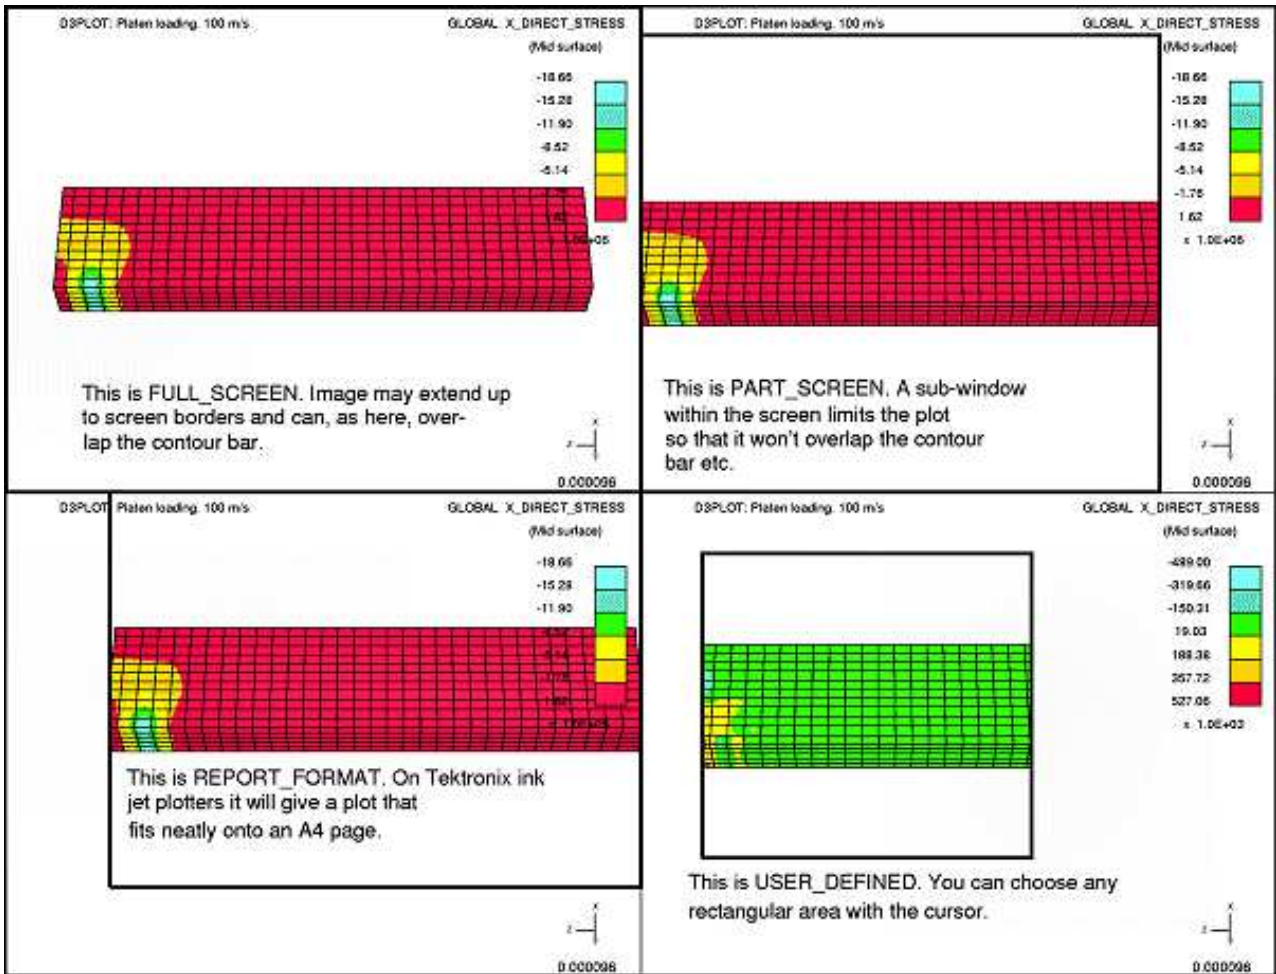 D3PLOT: Platen loading. 100 m/s
GLOBAL X_DIRECT_STRESS
(Mid surface)
-18.66
-15.28
-11.90
-8.52
-5.14
This is FULL_SCREEN. Image may extend up
to screen borders and can, as here, over-
lap the contour bar.
X
Z
0.000096
D3PLOT: Platen loading. 100 m/s
GLOBAL X_DIRECT_STRESS
(Mid surface)
-18.66
-15.28
-11.90
-8.52
-5.14
-1.76
1.62
This is PART_SCREEN. A sub-window
within the screen limits the plot
so that it won't overlap the contour
bar etc.
X
Z
0.000096
D3PLOT: Platen loading. 100 m/s
GLOBAL X_DIRECT_STRESS
(Mid surface)
-18.66
-15.28
-11.90
This is REPORT_FORMAT. On Tektronix ink
jet plotters it will give a plot that
fits neatly onto an A4 page.
X
Z
0.000096
D3PLOT: Platen loading. 100 m/s
GLOBAL X_DIRECT_STRESS
(Mid surface)
-489.00
-319.66
-150.31
19.03
188.38
357.72
527.06
x 1.0E+03
This is USER_DEFINED. You can choose any
rectangular area with the cursor.
X
Z
0.000096